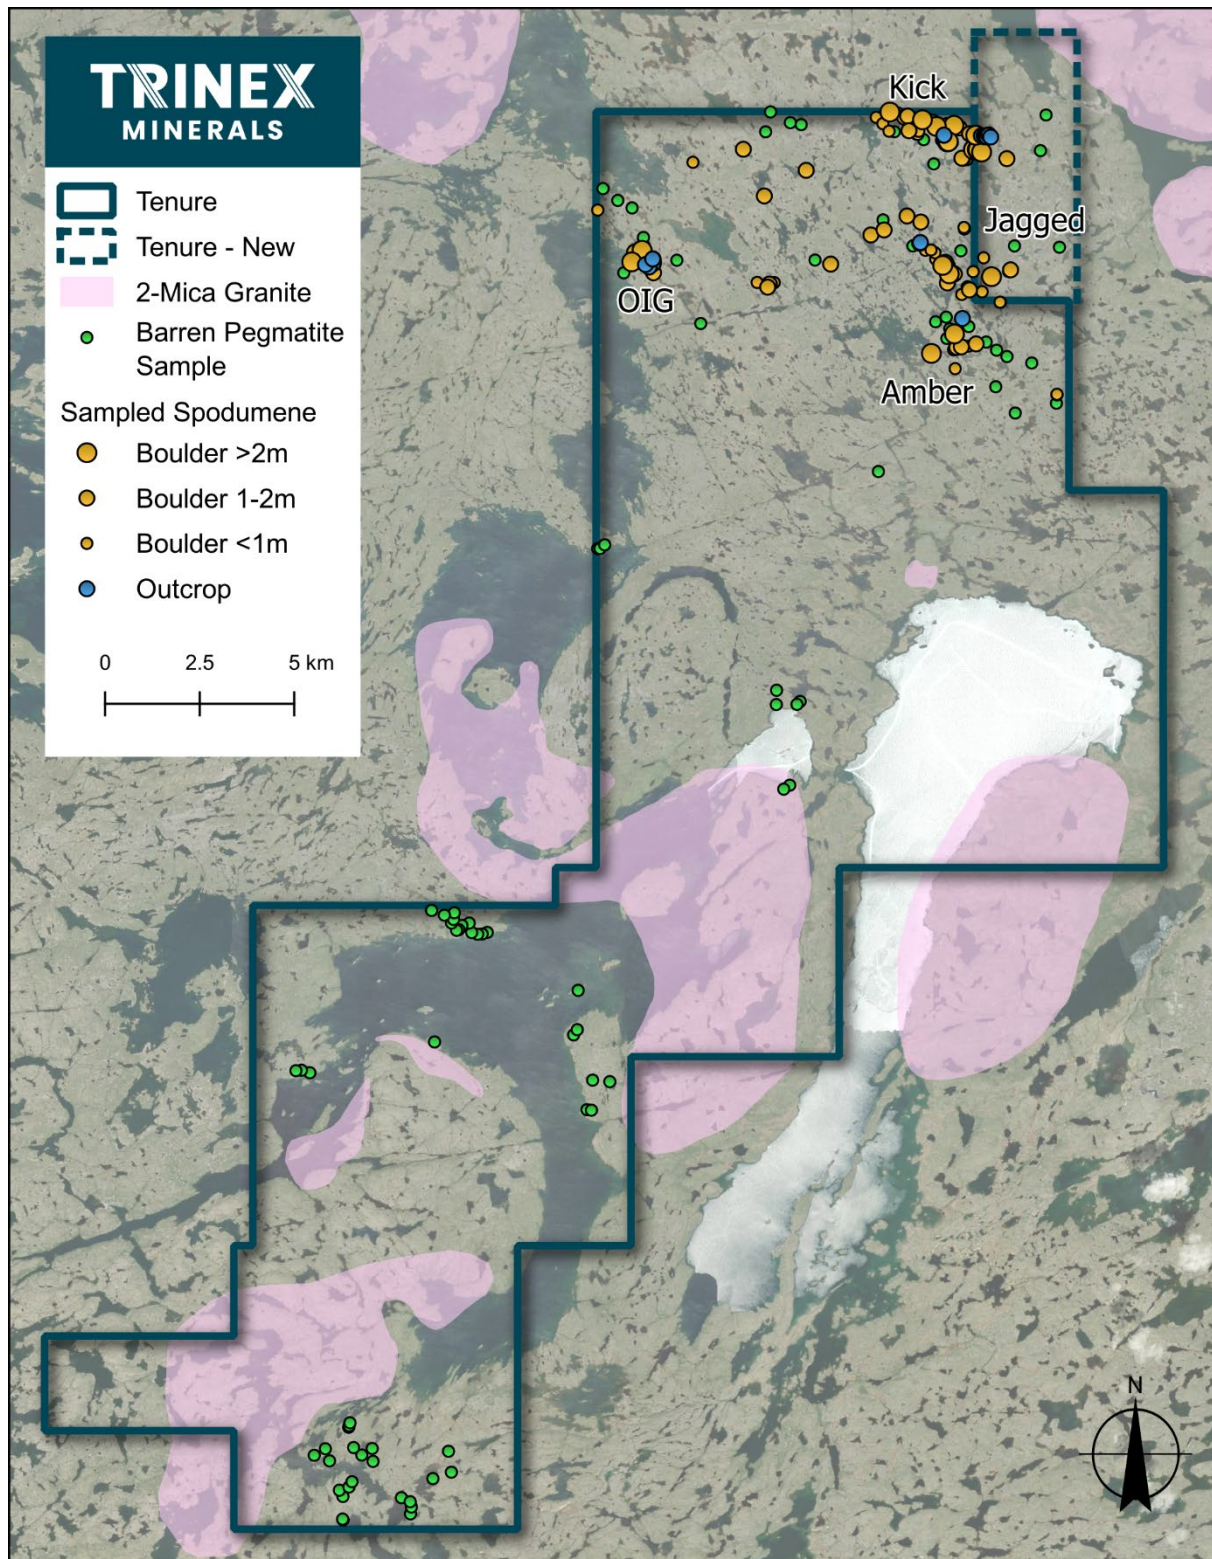 TRINEX
MINERALS
Tenure
Tenure - New
2-Mica Granite
Barren Pegmatite
Sample
Sampled Spodumene
Boulder >2m
Boulder 1-2m
Boulder <1m
Outcrop
0 2.5 5 km
Kick
Jagged
OIG
Amber
N